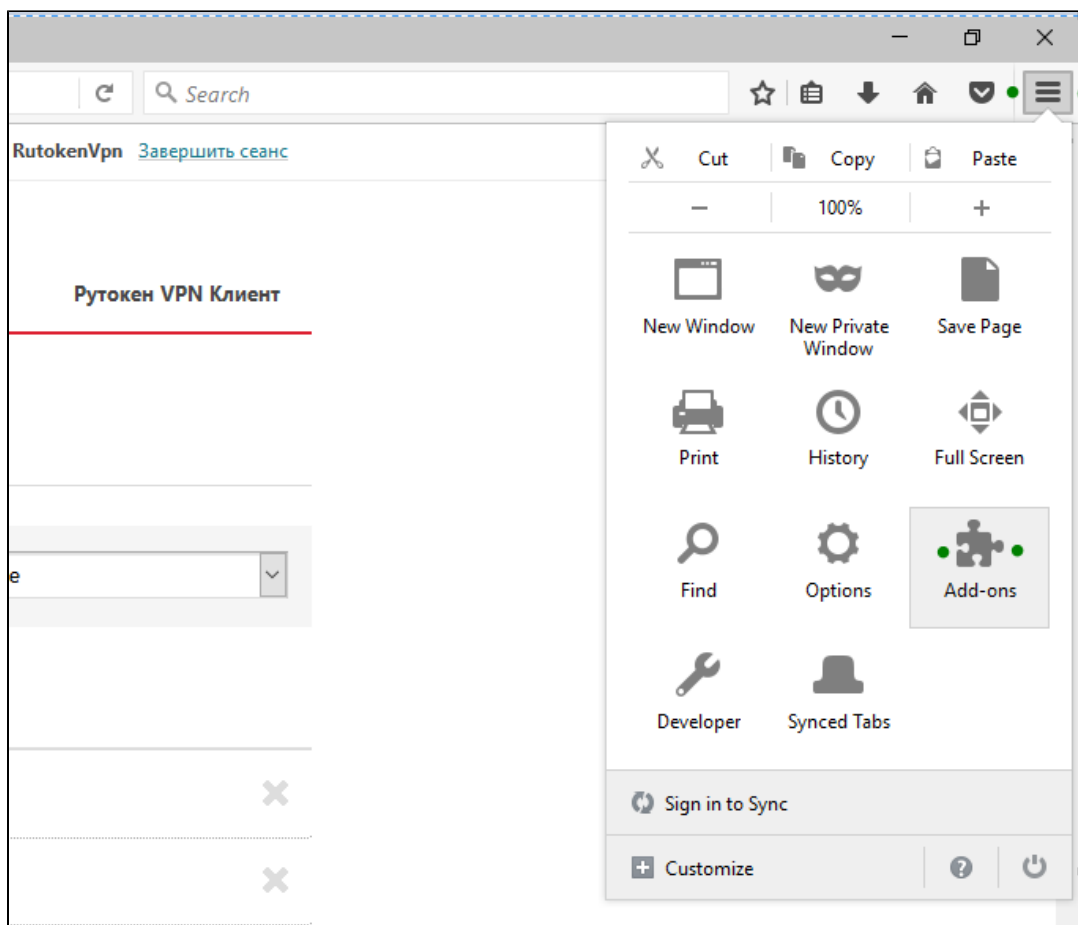 Search
RutokenVpn Завершить сеанс
Cut Copy Paste
100%
Рутокен VPN Клиент
New Window New Private Window Save Page
Print History Full Screen
e
Find Options Add-ons
Developer Synced Tabs
Sign in to Sync
Customize